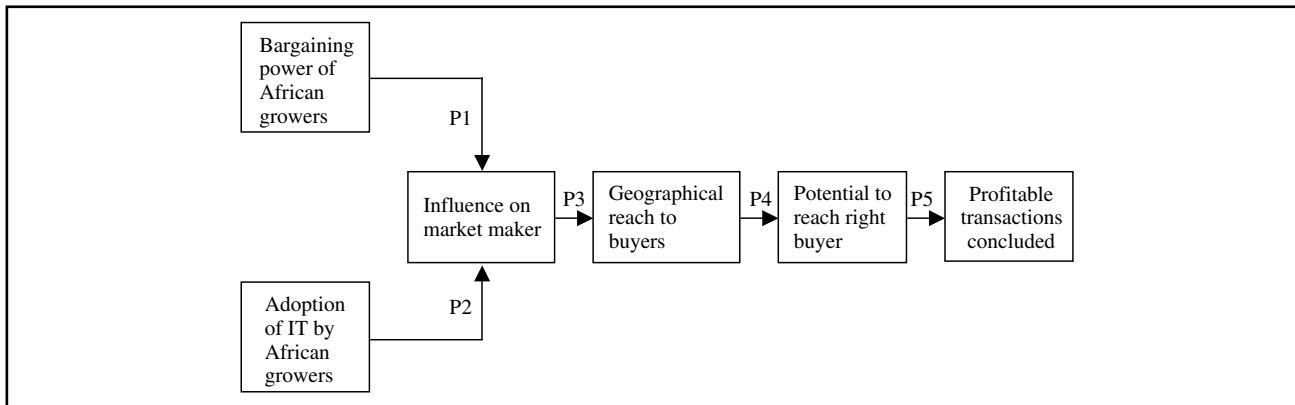 Bargaining
power of
African
growers
P1
Influence on
market maker
P3
Geographical
reach to
buyers
P4
Potential to
reach right
buyer
P5
Profitable
transactions
concluded
Adoption
of IT by
African
growers
P2